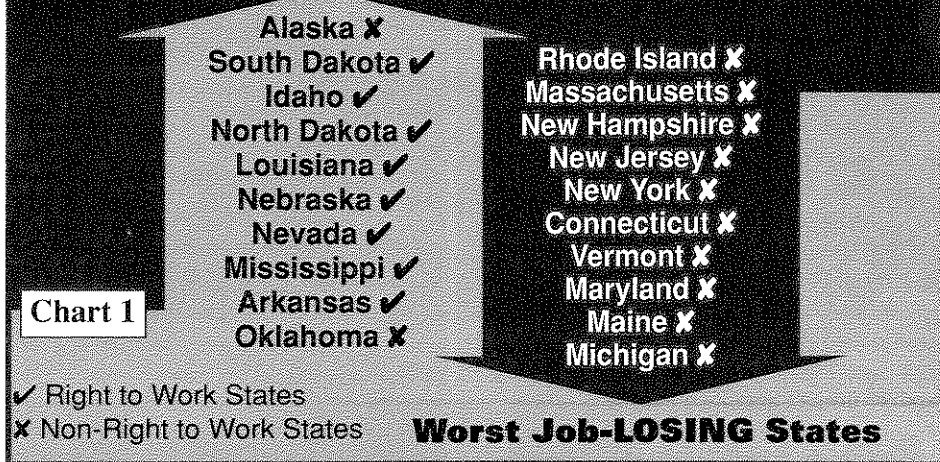 Alaska ✘
South Dakota ✔
Idaho ✔
North Dakota ✔
Louisiana ✔
Nebraska ✔
Nevada ✔
Mississippi ✔
Arkansas ✔
Oklahoma ✘
Rhode Island ✘
Massachusetts ✘
New Hampshire ✘
New Jersey ✘
New York ✘
Connecticut ✘
Vermont ✘
Maryland ✘
Maine ✘
Michigan ✘
Chart 1
✔ Right to Work States
✘ Non-Right to Work States
Worst Job-LOSING States